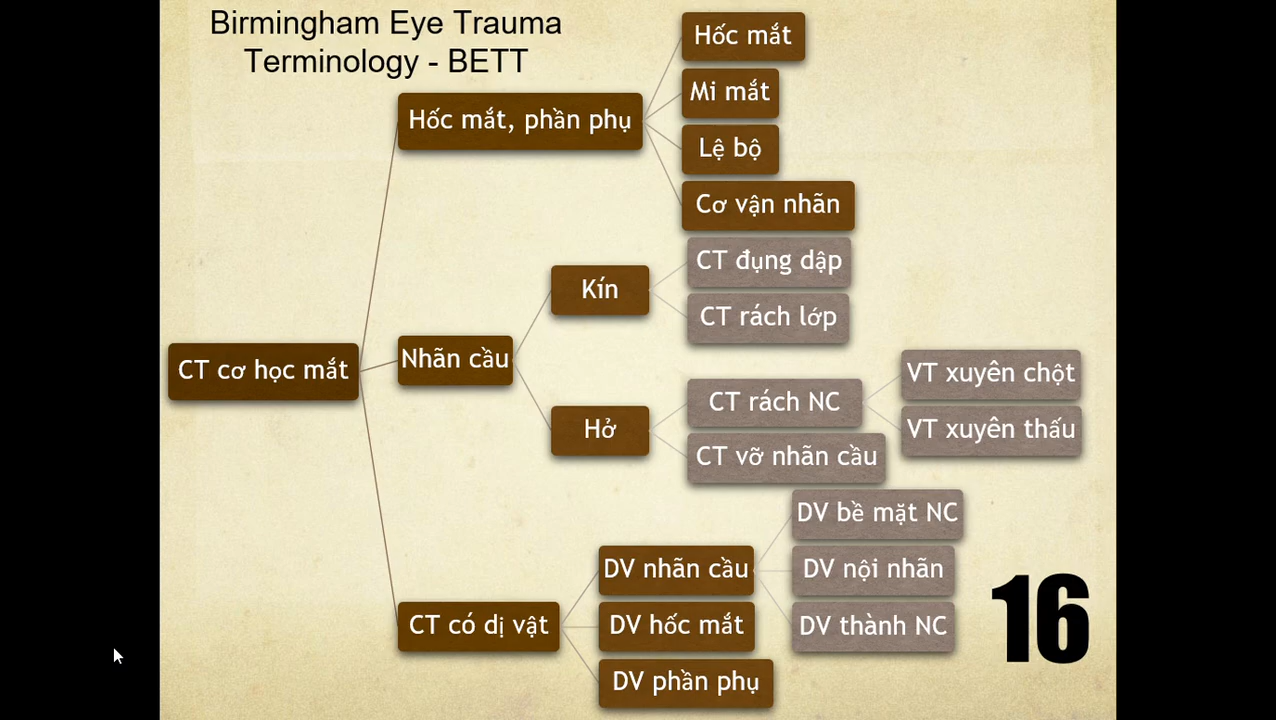 Birmingham Eye Trauma
Terminology - BETT
Hốc mắt
Mi mắt
Hốc mắt, phần phụ
Lệ bộ
Cơ vận nhãn
CT đụng dập
Kín
CT rách lớp
Nhãn cầu
CT cơ học mắt
VT xuyên chột
CT rách NC
Hở
VT xuyên thấu
CT vỡ nhãn cầu
DV bề mặt NC
DV nhãn cầu
DV nội nhãn
CT có dị vật
DV hốc mắt
DV thành NC
DV phần phụ
16